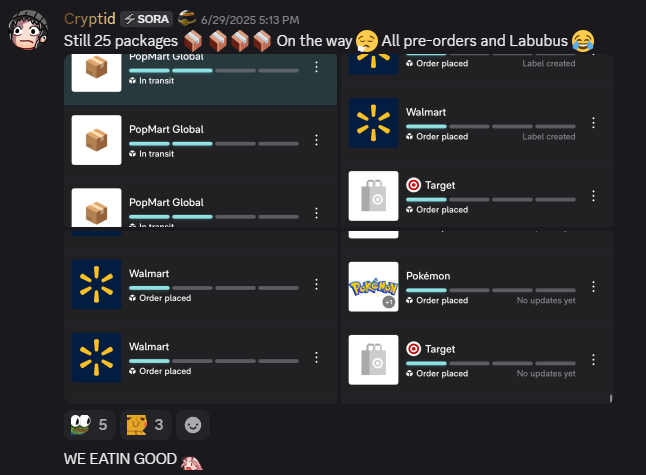 Cryptid SORA 6/29/2025 5:13 PM
Still 25 packages On the way All pre-orders and Labubus
PopMart Global
In transit
PopMart Global
In transit
PopMart Global
In transit
Order placed Label created
Walmart
Order placed Label created
Target
Order placed
Walmart
Order placed
Walmart
Order placed
Pokémon
POKÉMON
+1
Order placed No updates yet
Target
Order placed No updates yet
5 3
WE EATIN GOOD